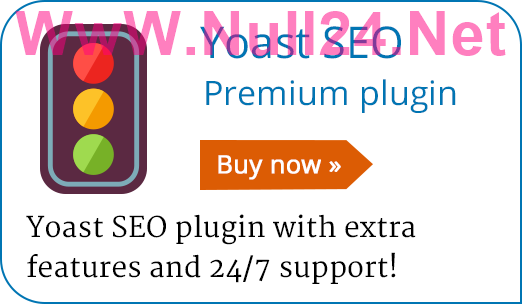 WwW.Null24.Net
Yoast SEO
Premium plugin
Buy now »
Yoast SEO plugin with extra
features and 24/7 support!